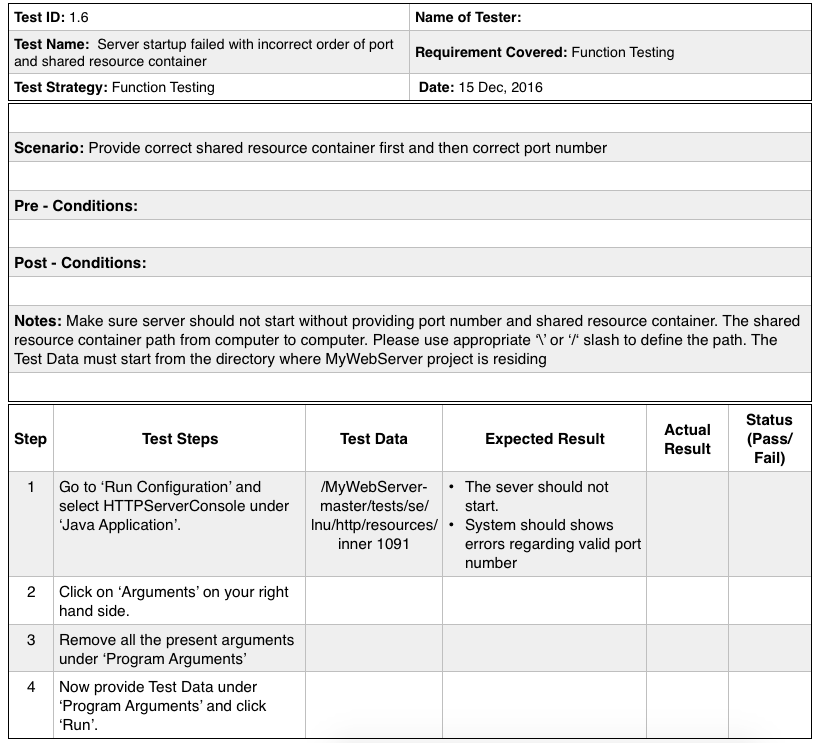 Test ID: 1.6
Name of Tester:
Test Name:  Server startup failed with incorrect order of port
and shared resource container
Requirement Covered: Function Testing
Test Strategy: Function Testing
Date: 15 Dec, 2016
Scenario: Provide correct shared resource container first and then correct port number
Pre - Conditions:
Post - Conditions:
Notes: Make sure server should not start without providing port number and shared resource container. The shared
resource container path from computer to computer. Please use appropriate ‘\’ or ‘/‘ slash to define the path. The
Test Data must start from the directory where MyWebServer project is residing
Step
Test Steps
Test Data
Expected Result
Actual
Result
Status
(Pass/
Fail)
1
Go to ‘Run Configuration’ and
select HTTPServerConsole under
‘Java Application’.
/MyWebServer-
master/tests/se/
lnu/http/resources/
inner 1091
• The sever should not
start.
• System should shows
errors regarding valid port
number
2
Click on ‘Arguments’ on your right
hand side.
3
Remove all the present arguments
under ‘Program Arguments’
4
Now provide Test Data under
‘Program Arguments’ and click
‘Run’.